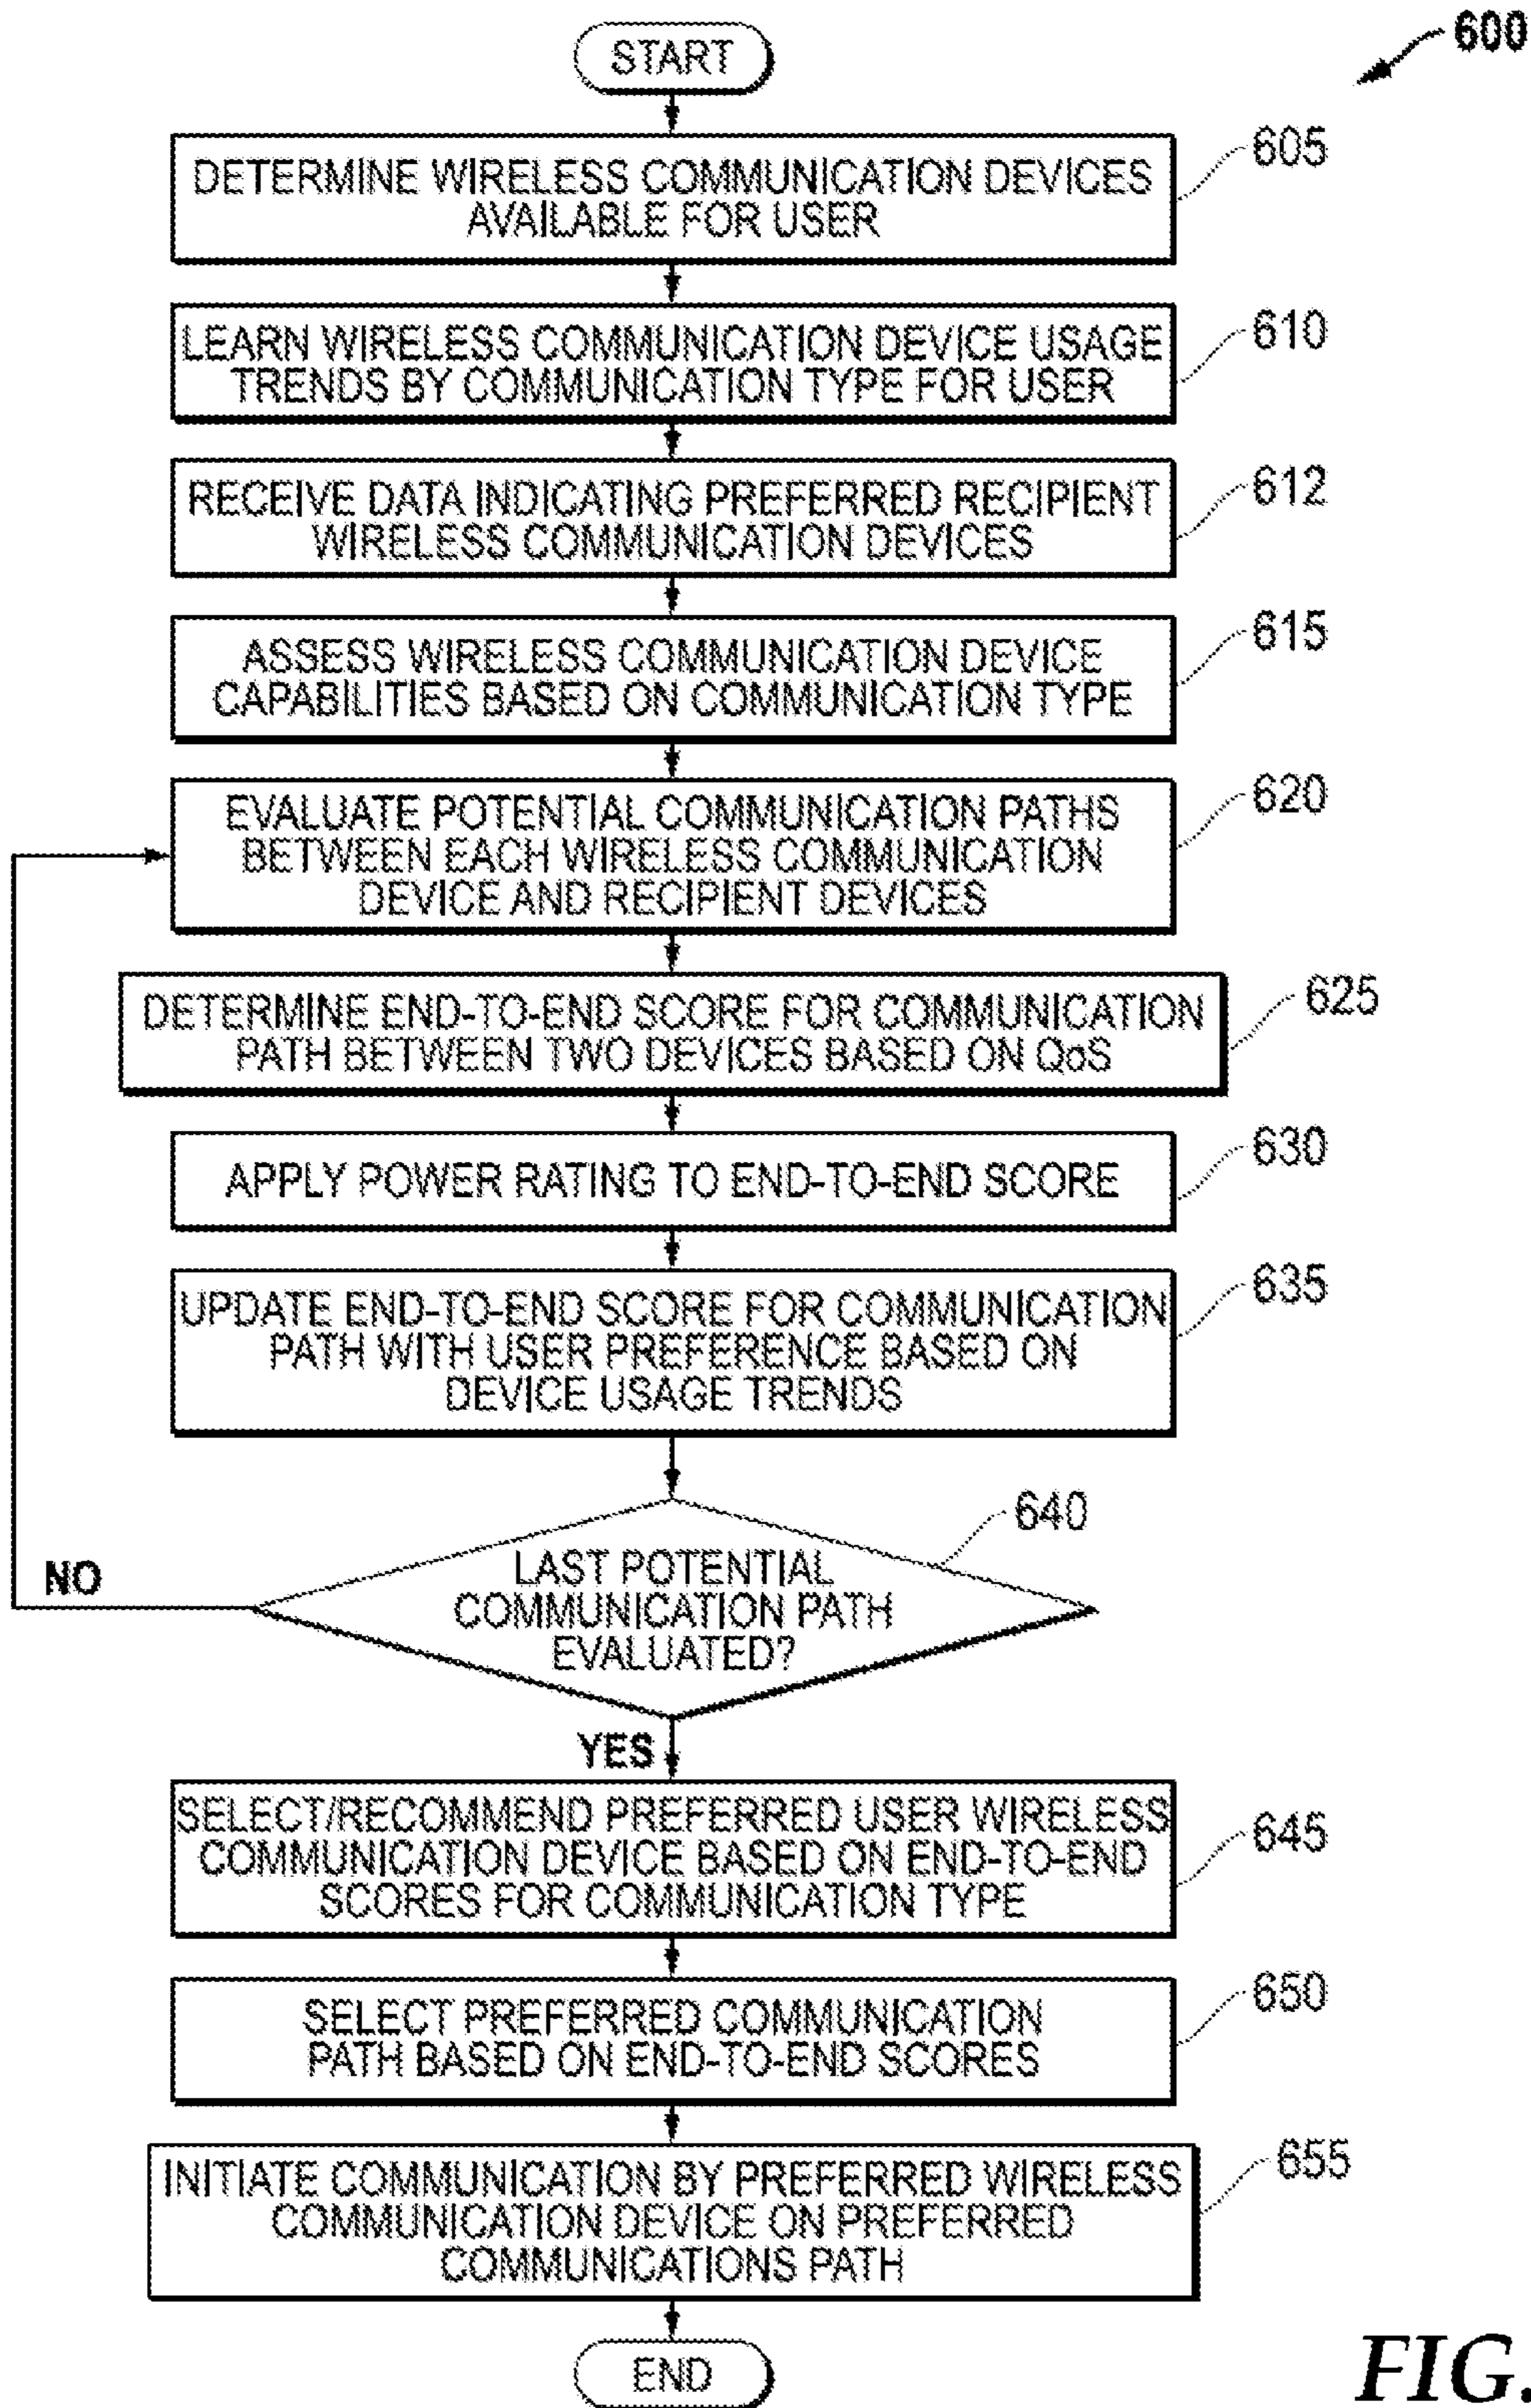 600
START
605
DETERMINE WIRELESS COMMUNICATION DEVICES
AVAILABLE FOR USER
610
LEARN WIRELESS COMMUNICATION DEVICE USAGE
TRENDS BY COMMUNICATION TYPE FOR USER
612
RECEIVE DATA INDICATING PREFERRED RECIPIENT
WIRELESS COMMUNICATION DEVICES
615
ASSESS WIRELESS COMMUNICATION DEVICE
CAPABILITIES BASED ON COMMUNICATION TYPE
620
EVALUATE POTENTIAL COMMUNICATION PATHS
BETWEEN EACH WIRELESS COMMUNICATION
DEVICE AND RECIPIENT DEVICES
625
DETERMINE END-TO-END SCORE FOR COMMUNICATION
PATH BETWEEN TWO DEVICES BASED ON QoS
630
APPLY POWER RATING TO END-TO-END SCORE
635
UPDATE END-TO-END SCORE FOR COMMUNICATION
PATH WITH USER PREFERENCE BASED ON
DEVICE USAGE TRENDS
640
LAST POTENTIAL
COMMUNICATION PATH
EVALUATED?
NO
YES
SELECT/RECOMMEND PREFERRED USER WIRELESS
COMMUNICATION DEVICE BASED ON END-TO-END
SCORES FOR COMMUNICATION TYPE
645
SELECT PREFERRED COMMUNICATION
PATH BASED ON END-TO-END SCORES
650
INITIATE COMMUNICATION BY PREFERRED WIRELESS
COMMUNICATION DEVICE ON PREFERRED
COMMUNICATIONS PATH
655
END
FIG.